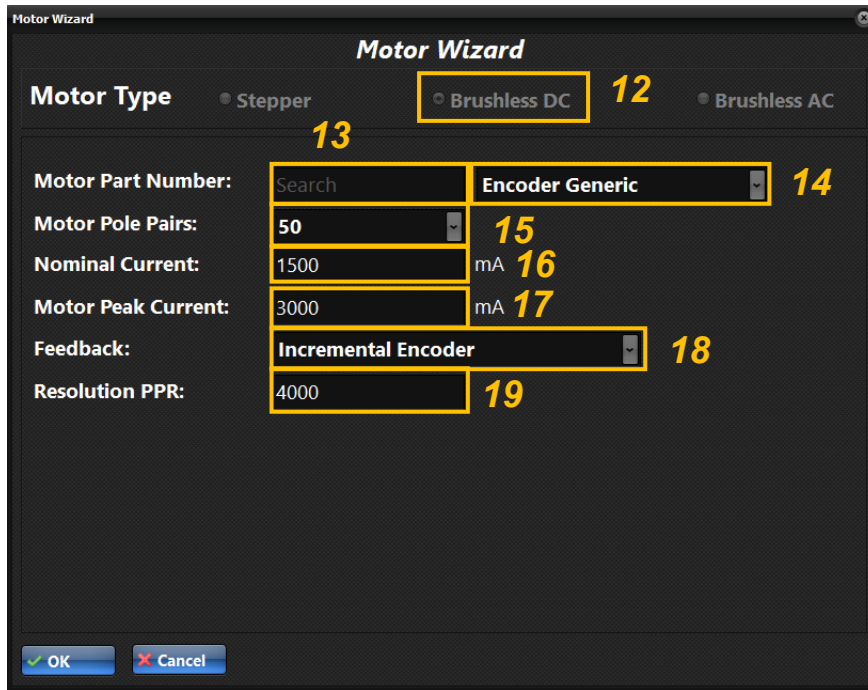 Motor Wizard
Motor Wizard
Motor Type Stepper Brushless DC 12 Brushless AC
13
Motor Part Number: Search Encoder Generic 14
Motor Pole Pairs: 50 15
Nominal Current: 1500 mA 16
Motor Peak Current: 3000 mA 17
Feedback: Incremental Encoder 18
Resolution PPR: 4000 19
OK Cancel